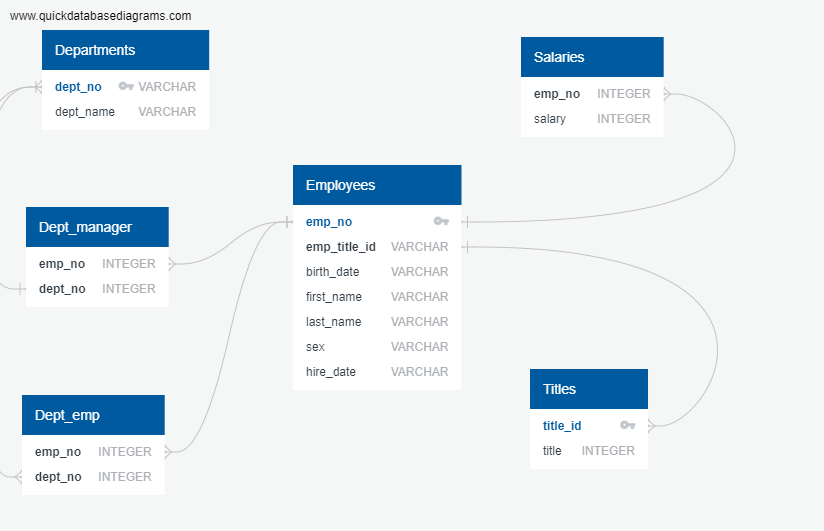 www.quickdatabasediagrams.com
Departments
dept_no VARCHAR
dept_name VARCHAR
Salaries
emp_no INTEGER
salary INTEGER
Employees
emp_no
emp_title_id VARCHAR
birth_date VARCHAR
first_name VARCHAR
last_name VARCHAR
sex VARCHAR
hire_date VARCHAR
Dept_manager
emp_no INTEGER
dept_no INTEGER
Dept_emp
emp_no INTEGER
dept_no INTEGER
Titles
title_id
title INTEGER